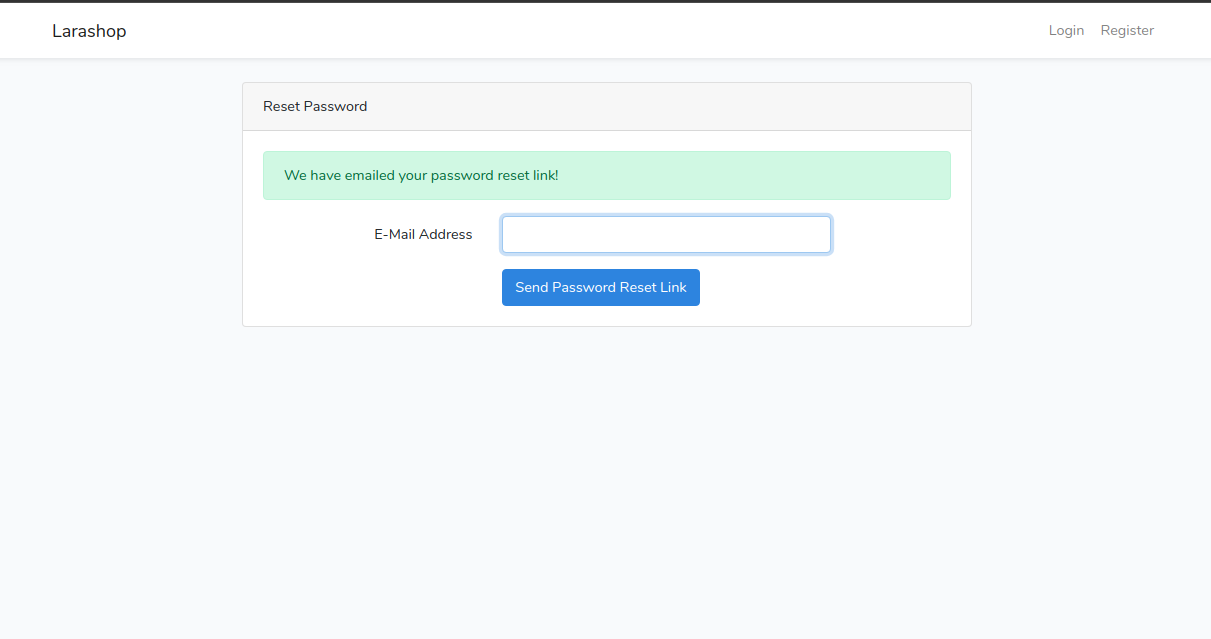 Larashop
Login Register
Reset Password
We have emailed your password reset link!
E-Mail Address
Send Password Reset Link